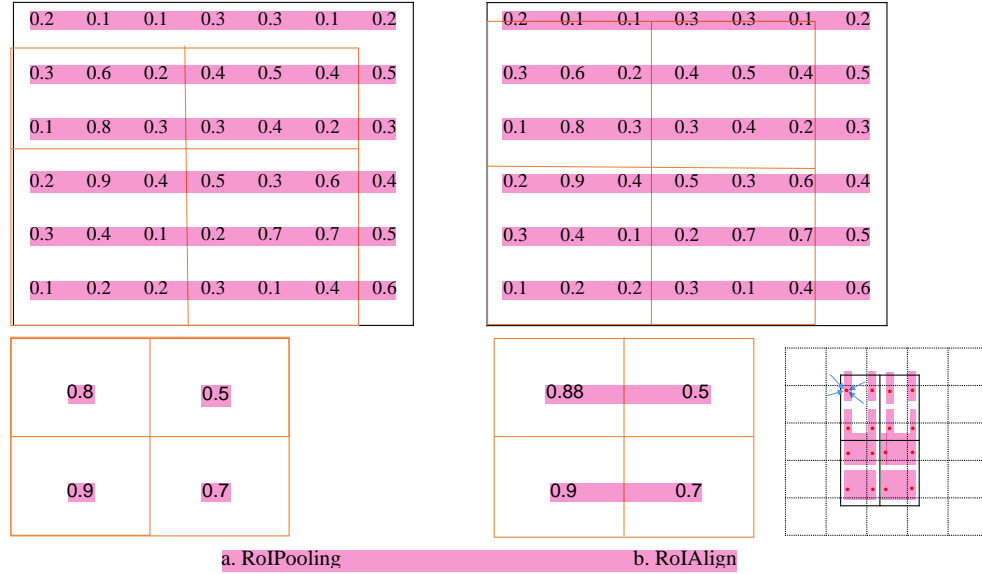 0.2 0.1 0.1 0.3 0.3 0.1 0.2
0.3 0.6 0.2 0.4 0.5 0.4 0.5
0.1 0.8 0.3 0.3 0.4 0.2 0.3
0.2 0.9 0.4 0.5 0.3 0.6 0.4
0.3 0.4 0.1 0.2 0.7 0.7 0.5
0.1 0.2 0.2 0.3 0.1 0.4 0.6
0.2 0.1 0.1 0.3 0.3 0.1 0.2
0.3 0.6 0.2 0.4 0.5 0.4 0.5
0.1 0.8 0.3 0.3 0.4 0.2 0.3
0.2 0.9 0.4 0.5 0.3 0.6 0.4
0.3 0.4 0.1 0.2 0.7 0.7 0.5
0.1 0.2 0.2 0.3 0.1 0.4 0.6
0.8 0.5
0.9 0.7
0.88 0.5
0.9 0.7
a. RoIPooling
b. RoIAlign